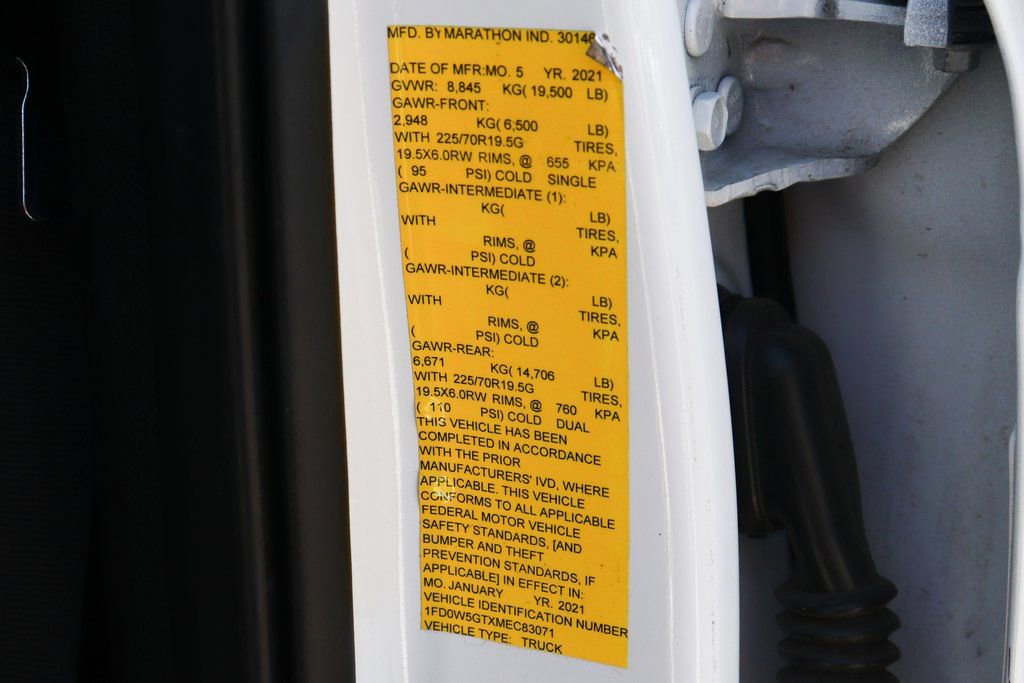 MFD. BY MARATHON IND. 30146
DATE OF MFR:MO. 5 YR. 2021
GVWR: 8,845 KG( 19,500 LB)
GAWR-FRONT:
2,948 KG( 6,500 LB)
WITH 225/70R19.5G TIRES,
19.5X6.0RW RIMS, @ 655 KPA
( 95 PSI) COLD SINGLE
GAWR-INTERMEDIATE (1):
KG( LB)
WITH TIRES,
RIMS, @ KPA
( PSI) COLD
GAWR-INTERMEDIATE (2):
KG( LB)
WITH TIRES,
RIMS, @ KPA
( PSI) COLD
GAWR-REAR:
6,671 KG( 14,706 LB)
WITH 225/70R19.5G TIRES,
19.5X6.0RW RIMS, @ 760 KPA
( 110 PSI) COLD DUAL
THIS VEHICLE HAS BEEN
COMPLETED IN ACCORDANCE
WITH THE PRIOR
MANUFACTURERS' IVD, WHERE
APPLICABLE. THIS VEHICLE
CONFORMS TO ALL APPLICABLE
FEDERAL MOTOR VEHICLE
SAFETY STANDARDS, [AND
BUMPER AND THEFT
PREVENTION STANDARDS, IF
APPLICABLE] IN EFFECT IN:
MO. JANUARY YR. 2021
VEHICLE IDENTIFICATION NUMBER
1FD0W5GTXMEC83071
VEHICLE TYPE: TRUCK